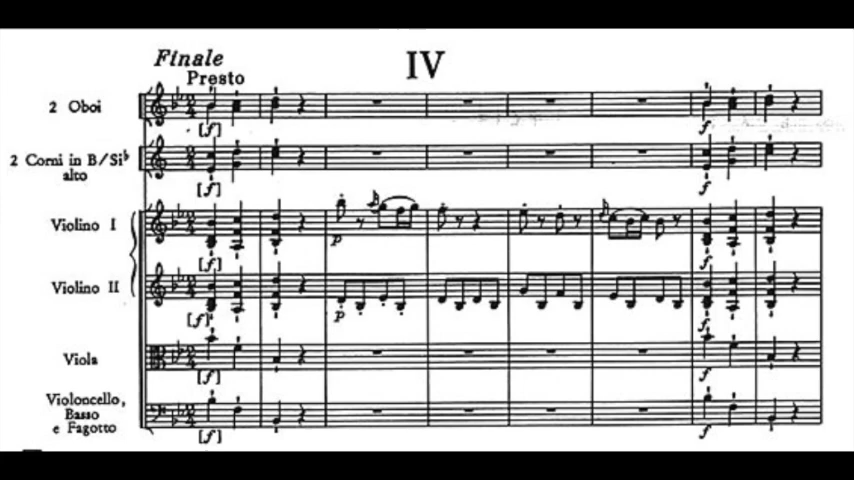 IV
Finale
Presto
2 Oboi
[f] f
2 Corni in B/Si♭
alto
[f] f
Violino I
[f] p f
Violino II
[f] p f
Viola
[f] f
Violoncello,
Basso
e Fagotto
[f] f